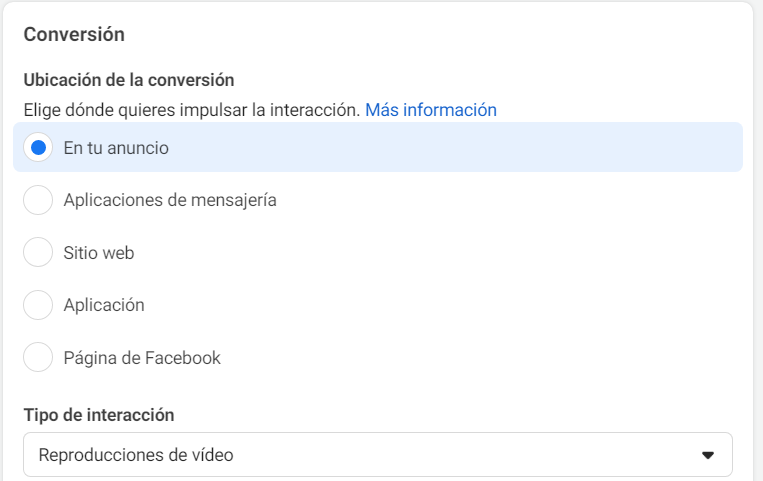 Conversión
Ubicación de la conversión
Elige dónde quieres impulsar la interacción. Más información
En tu anuncio
Aplicaciones de mensajería
Sitio web
Aplicación
Página de Facebook
Tipo de interacción
Reproducciones de vídeo